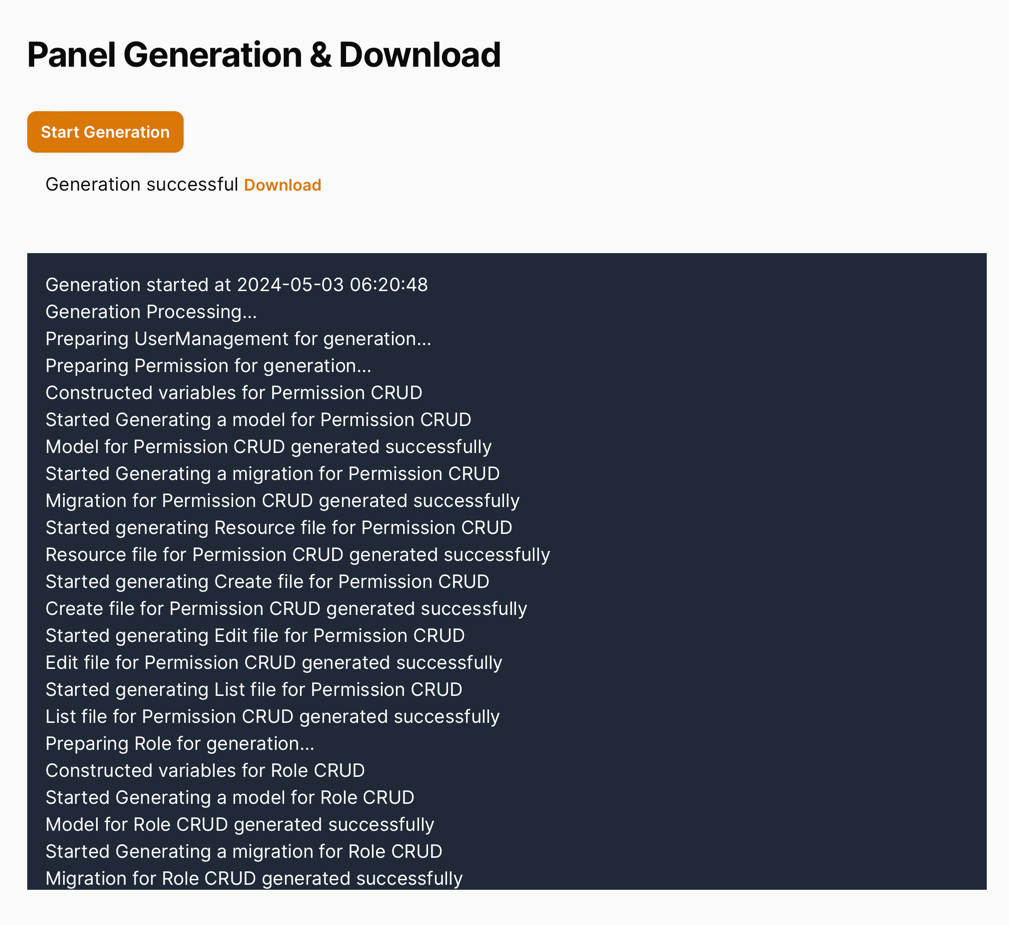 Panel Generation & Download
Start Generation
Generation successful Download
Generation started at 2024-05-03 06:20:48
Generation Processing...
Preparing UserManagement for generation...
Preparing Permission for generation...
Constructed variables for Permission CRUD
Started Generating a model for Permission CRUD
Model for Permission CRUD generated successfully
Started Generating a migration for Permission CRUD
Migration for Permission CRUD generated successfully
Started generating Resource file for Permission CRUD
Resource file for Permission CRUD generated successfully
Started generating Create file for Permission CRUD
Create file for Permission CRUD generated successfully
Started generating Edit file for Permission CRUD
Edit file for Permission CRUD generated successfully
Started generating List file for Permission CRUD
List file for Permission CRUD generated successfully
Preparing Role for generation...
Constructed variables for Role CRUD
Started Generating a model for Role CRUD
Model for Role CRUD generated successfully
Started Generating a migration for Role CRUD
Migration for Role CRUD generated successfully